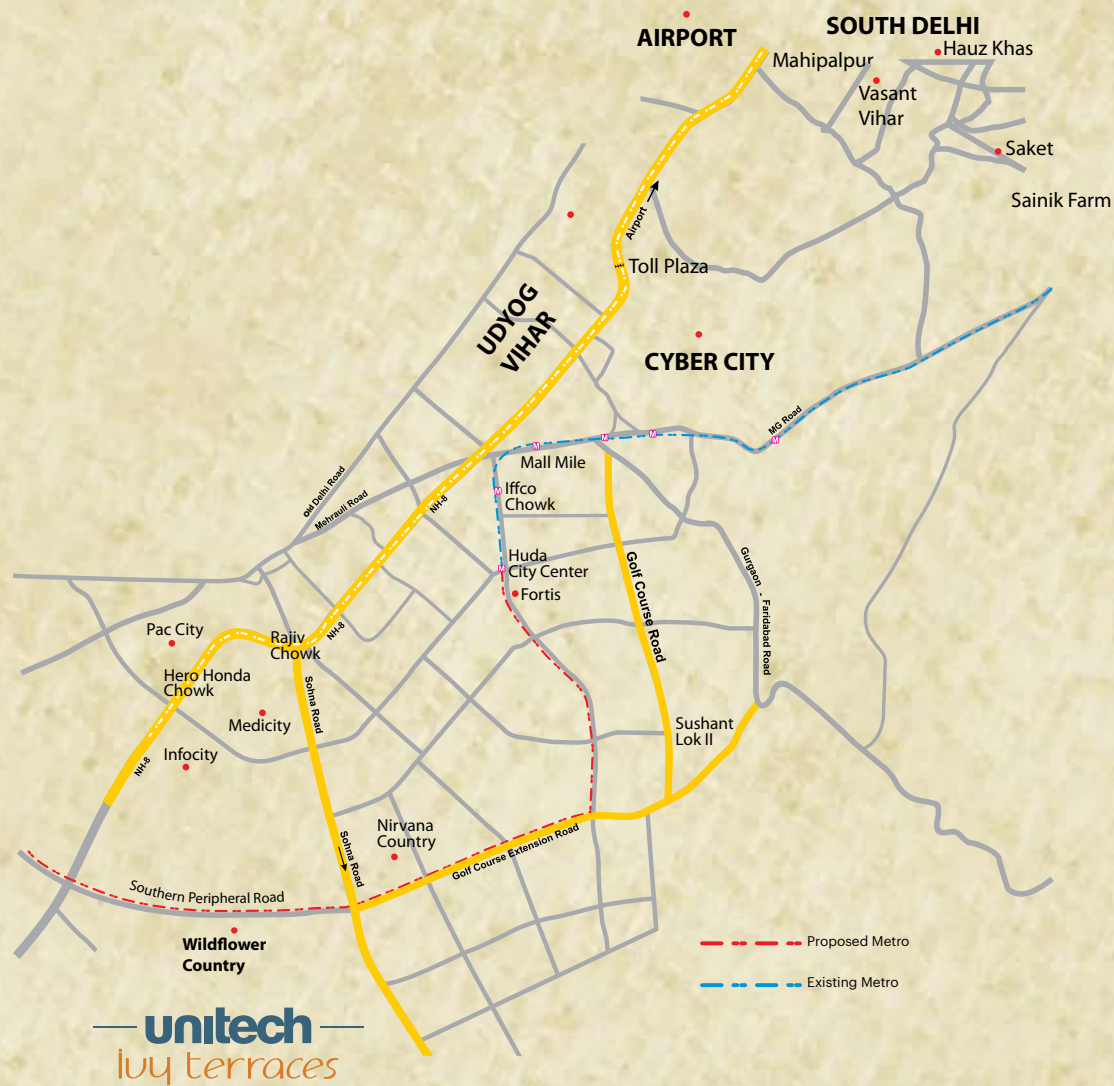 AIRPORT
SOUTH DELHI
Hauz Khas
Mahipalpur
Vasant
Vihar
Saket
Sainik Farm
Airport
Toll Plaza
UDYOG
VIHAR
CYBER CITY
MG Road
M
M
M
M
Mall Mile
Old Delhi Road
Mehrauli Road
NH-8
M
Iffco
Chowk
Huda
City Center
M
Fortis
Golf Course Road
Gurgaon - Faridabad Road
NH-8
Pac City
Rajiv
Chowk
Hero Honda
Chowk
Sohna Road
Medicity
Sushant
Lok II
Infocity
NH-8
Nirvana
Country
Sohna Road
Golf Course Extension Road
Southern Peripheral Road
Wildflower
Country
Proposed Metro
Existing Metro
unitech
ivy terraces